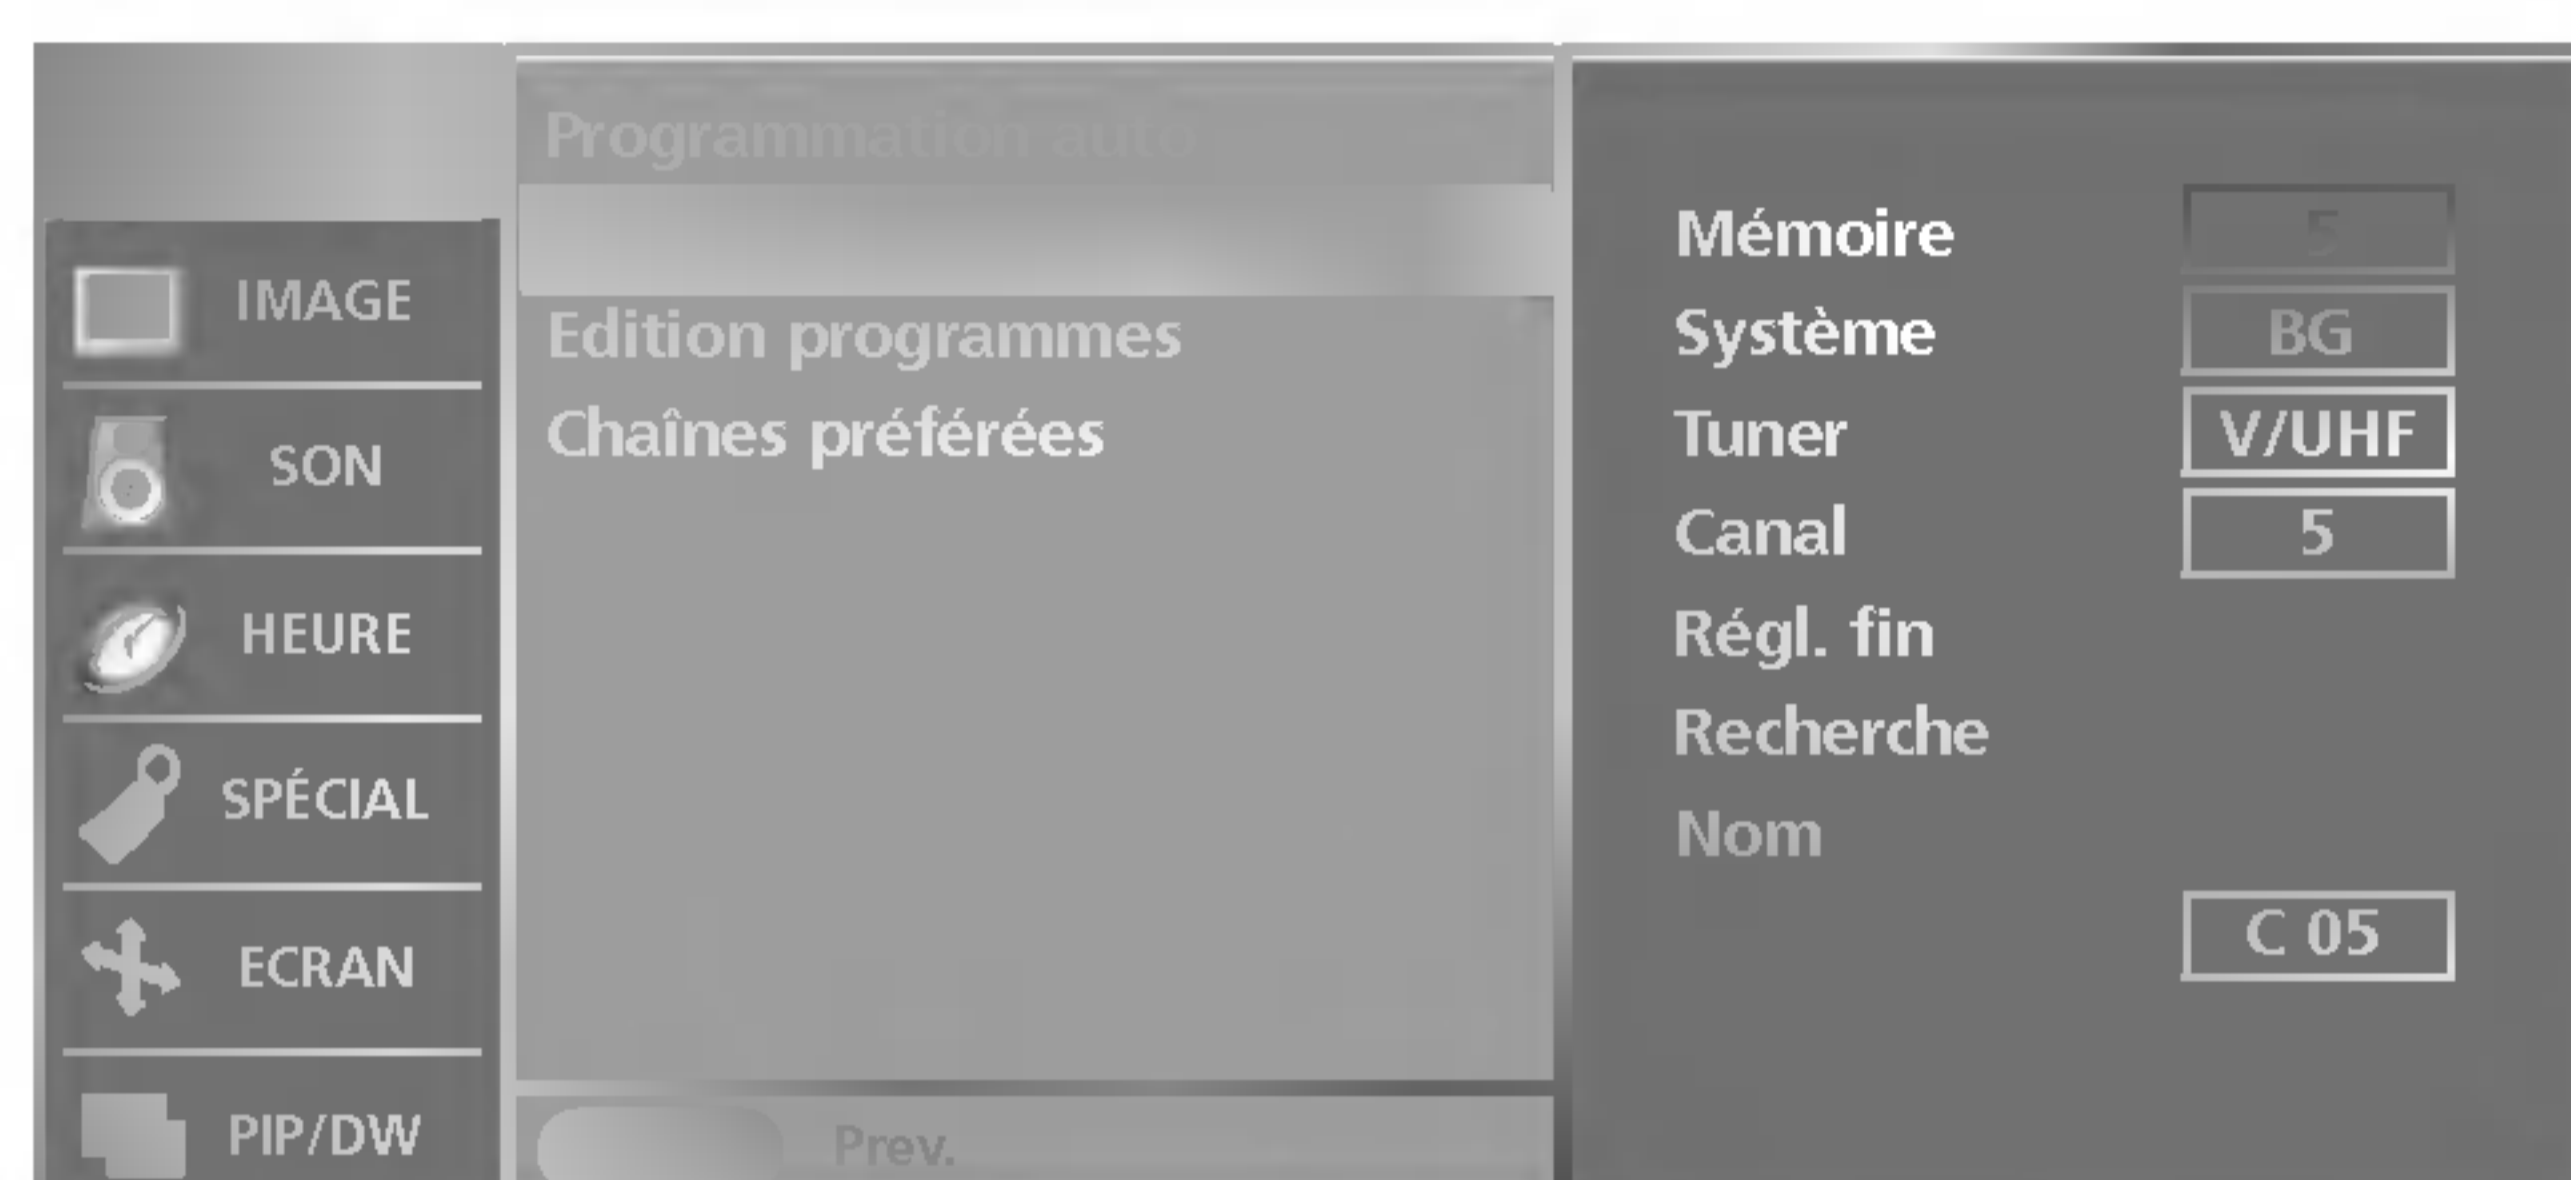 IMAGE
SON
HEURE
SPÉCIAL
ECRAN
PIP/DW
Programmation auto
Edition programmes
Chaînes préférées
Prev.
Mémoire 5
Système BG
Tuner V/UHF
Canal 5
Régl. fin
Recherche
Nom
C 05